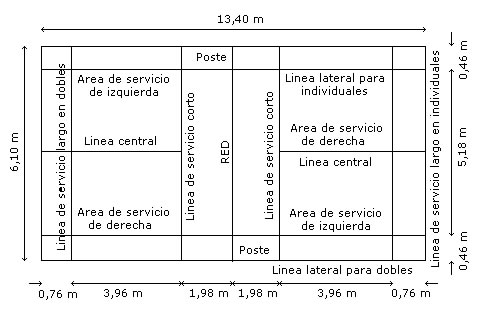 13,40 m
Poste
0,46 m
Area de servicio
de izquierda
Linea lateral para
individuales
Linea de servicio largo en dobles
Linea de servicio corto
RED
Linea de servicio corto
Linea de servicio largo en individuales
6,10 m
5,18 m
Linea central
Area de servicio
de derecha
Linea central
Area de servicio
de derecha
Area de servicio
de izquierda
Poste
0,46 m
Linea lateral para dobles
0,76 m
3,96 m
1,98 m
1,98 m
3,96 m
0,76 m